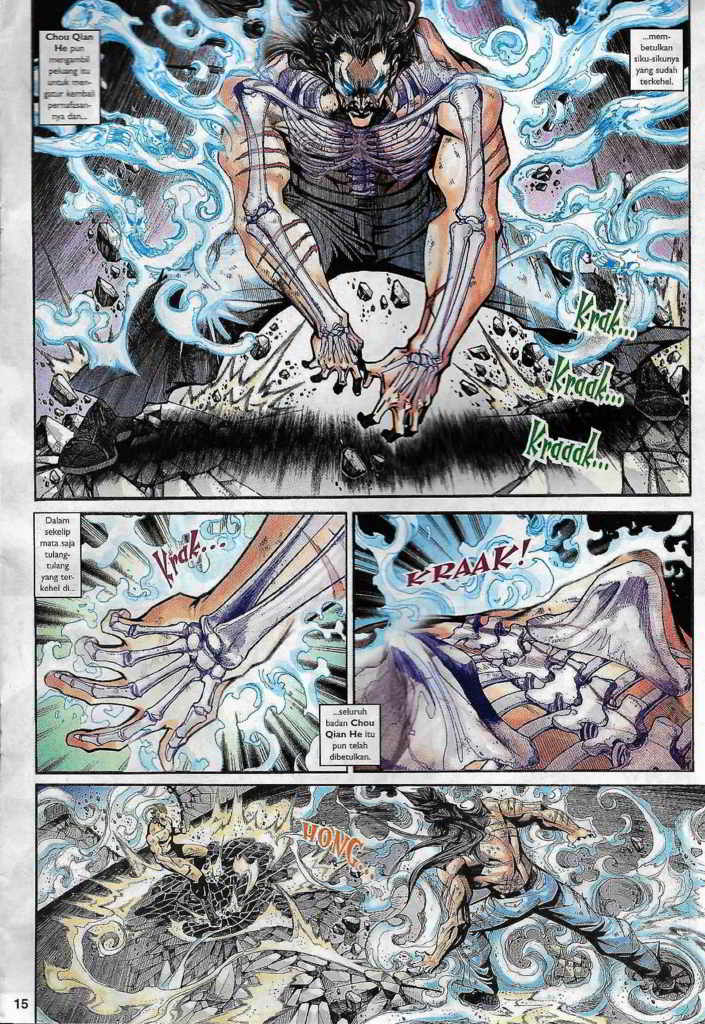 Chou Qian
He pun
mengambil
peluang itu
untuk men-
gatur kembali
pernafasan-
nya dan...
...mem-
betulkan
siku-sikunya
yang sudah
terkehel.
Krak...
Kraak...
Kraaak...
Dalam
sekelip
mata saja
tulang-
tulang
yang ter-
kehel di...
Krak...
KRAAK!
...seluruh
badan Chou
Qian He itu
pun telah
dibetulkan.
HONG...
15